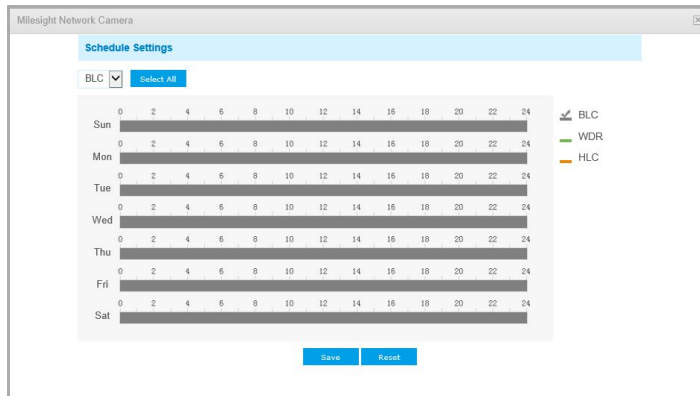 Milesight Network Camera
Schedule Settings
BLC Select All
0 2 4 6 8 10 12 14 16 18 20 22 24
Sun
0 2 4 6 8 10 12 14 16 18 20 22 24
Mon
0 2 4 6 8 10 12 14 16 18 20 22 24
Tue
0 2 4 6 8 10 12 14 16 18 20 22 24
Wed
0 2 4 6 8 10 12 14 16 18 20 22 24
Thu
0 2 4 6 8 10 12 14 16 18 20 22 24
Fri
0 2 4 6 8 10 12 14 16 18 20 22 24
Sat
BLC
WDR
HLC
Save Reset